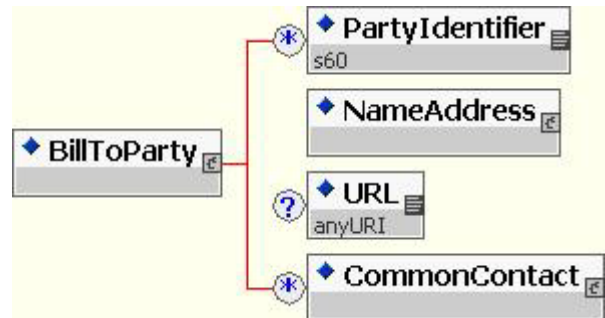 PartyIdentifier
s60
NameAddress
BillToParty
URL
anyURI
CommonContact